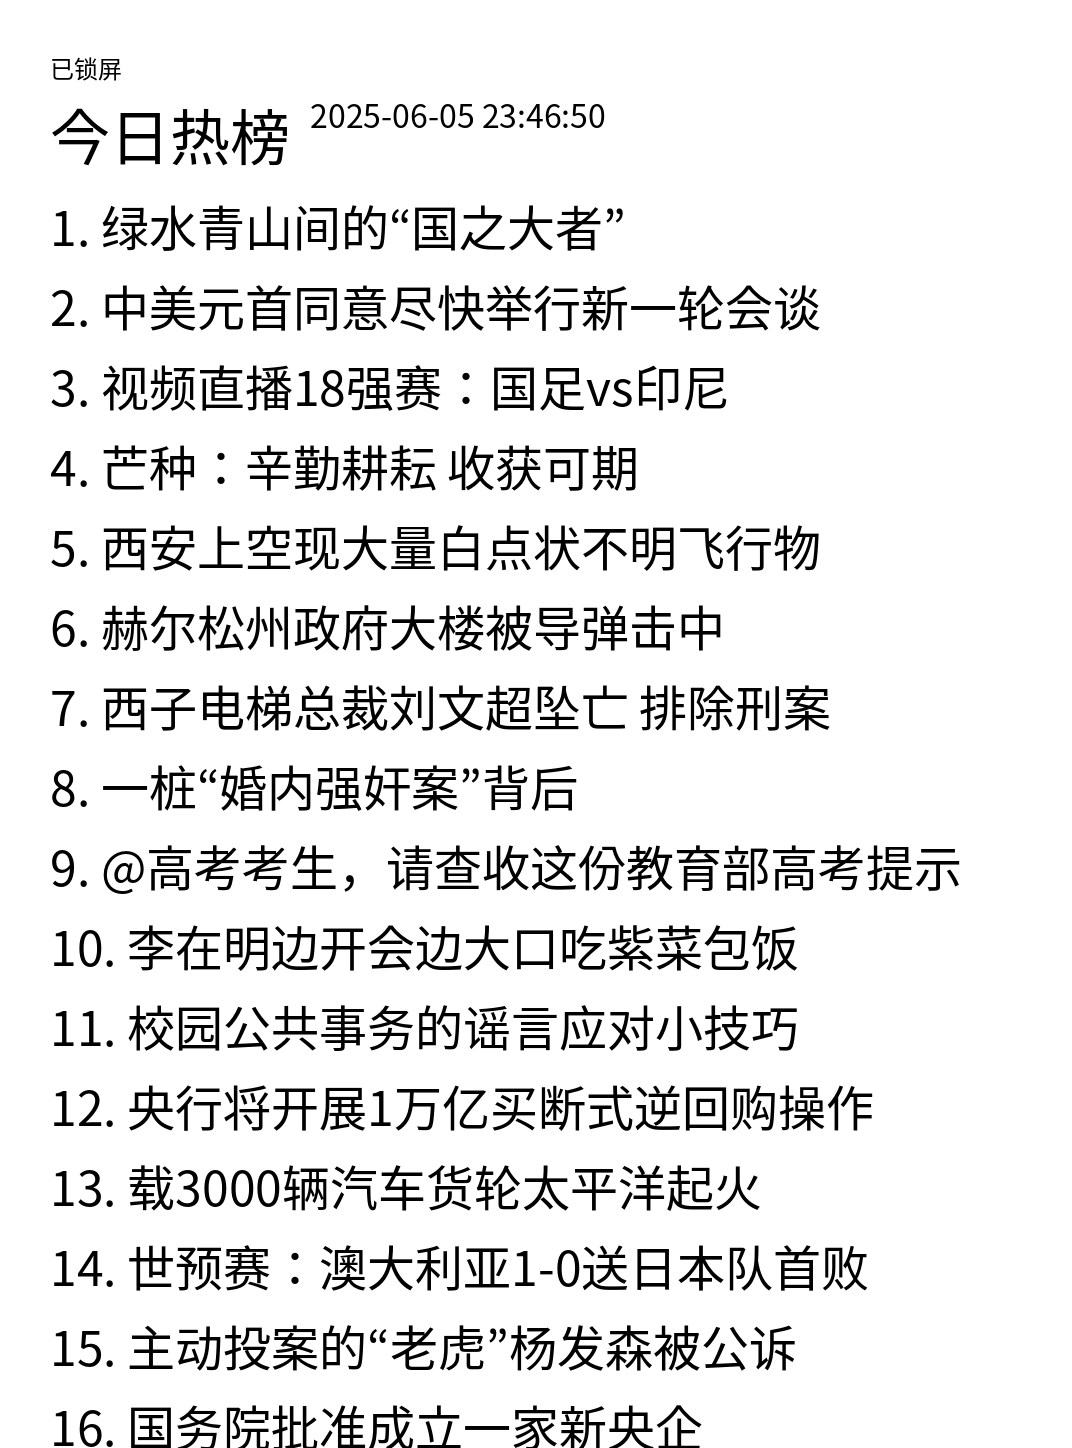 已锁屏
今日热榜 2025-06-05 23:46:50
1. 绿水青山间的“国之大者”
2. 中美元首同意尽快举行新一轮会谈
3. 视频直播18强赛：国足vs印尼
4. 芒种：辛勤耕耘 收获可期
5. 西安上空现大量白点状不明飞行物
6. 赫尔松州政府大楼被导弹击中
7. 西子电梯总裁刘文超坠亡 排除刑案
8. 一桩“婚内强奸案”背后
9. @高考考生，请查收这份教育部高考提示
10. 李在明边开会边大口吃紫菜包饭
11. 校园公共事务的谣言应对小技巧
12. 央行将开展1万亿买断式逆回购操作
13. 载3000辆汽车货轮太平洋起火
14. 世预赛：澳大利亚1-0送日本队首败
15. 主动投案的“老虎”杨发森被公诉
16. 国务院批准成立一家新央企